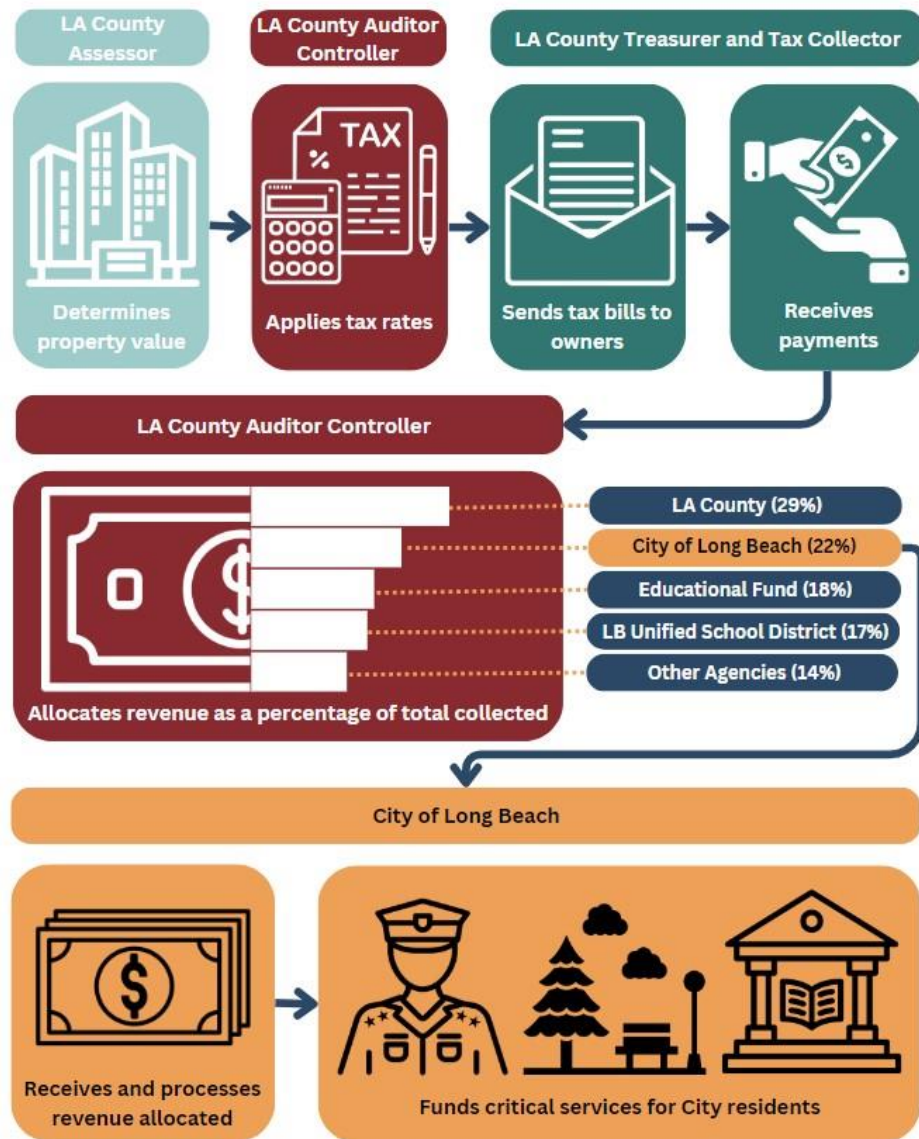 LA County
Assessor
LA County Auditor
Controller
LA County Treasurer and Tax Collector
TAX
%
$
Determines
property value
Applies tax rates
Sends tax bills to
owners
Receives
payments
LA County Auditor Controller
$
LA County (29%)
City of Long Beach (22%)
Educational Fund (18%)
LB Unified School District (17%)
Other Agencies (14%)
Allocates revenue as a percentage of total collected
City of Long Beach
$
Receives and processes
revenue allocated
Funds critical services for City residents